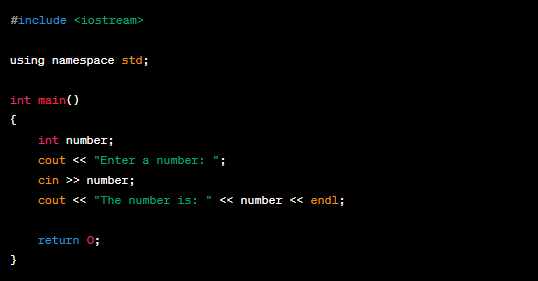 #include <iostream>
using namespace std;
int main()
{
int number;
cout << "Enter a number: ";
cin >> number;
cout << "The number is: " << number << endl;
return 0;
}